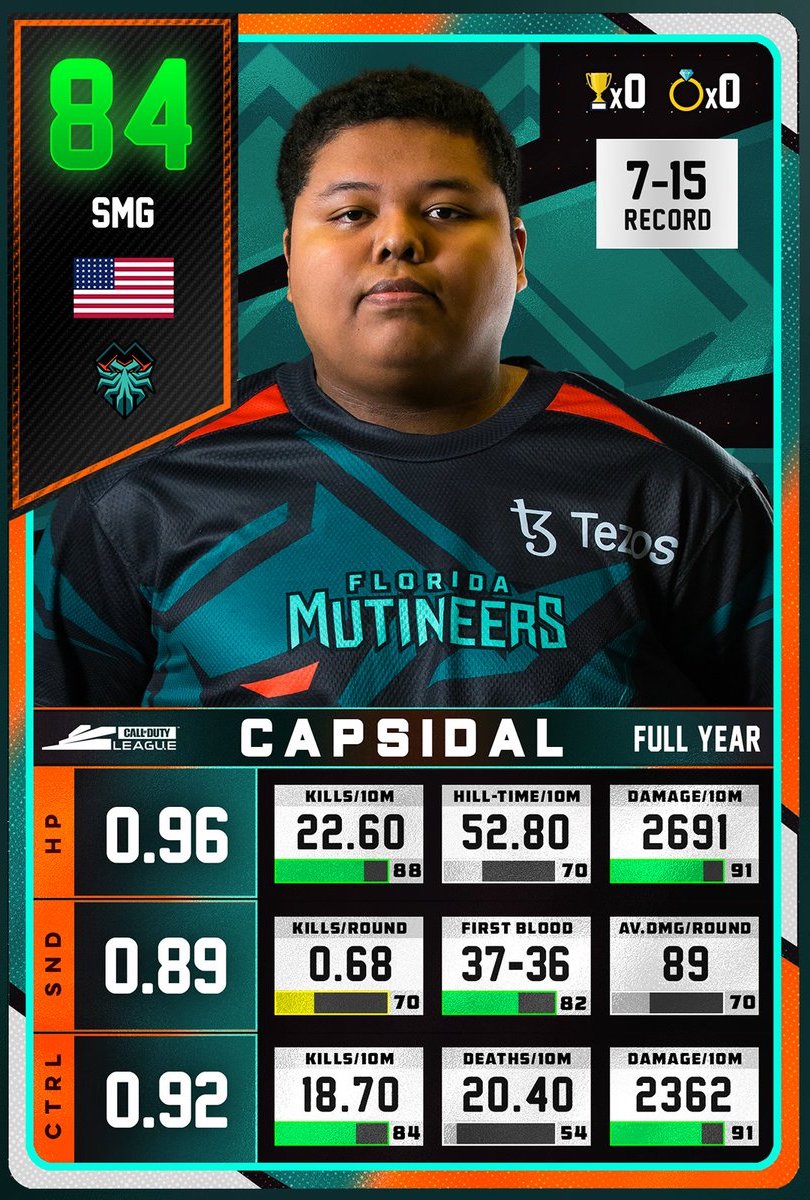 84
SMG
x0 x0
7-15
RECORD
tz Tezos
FLORIDA
MUTINEERS
CALL OF DUTY
LEAGUE
CAPSIDAL
FULL YEAR
HP
0.96
KILLS/10M
22.60
88
HILL-TIME/10M
52.80
70
DAMAGE/10M
2691
91
SND
0.89
KILLS/ROUND
0.68
70
FIRST BLOOD
37-36
82
AV.DMG/ROUND
89
70
CTRL
0.92
KILLS/10M
18.70
84
DEATHS/10M
20.40
54
DAMAGE/10M
2362
91